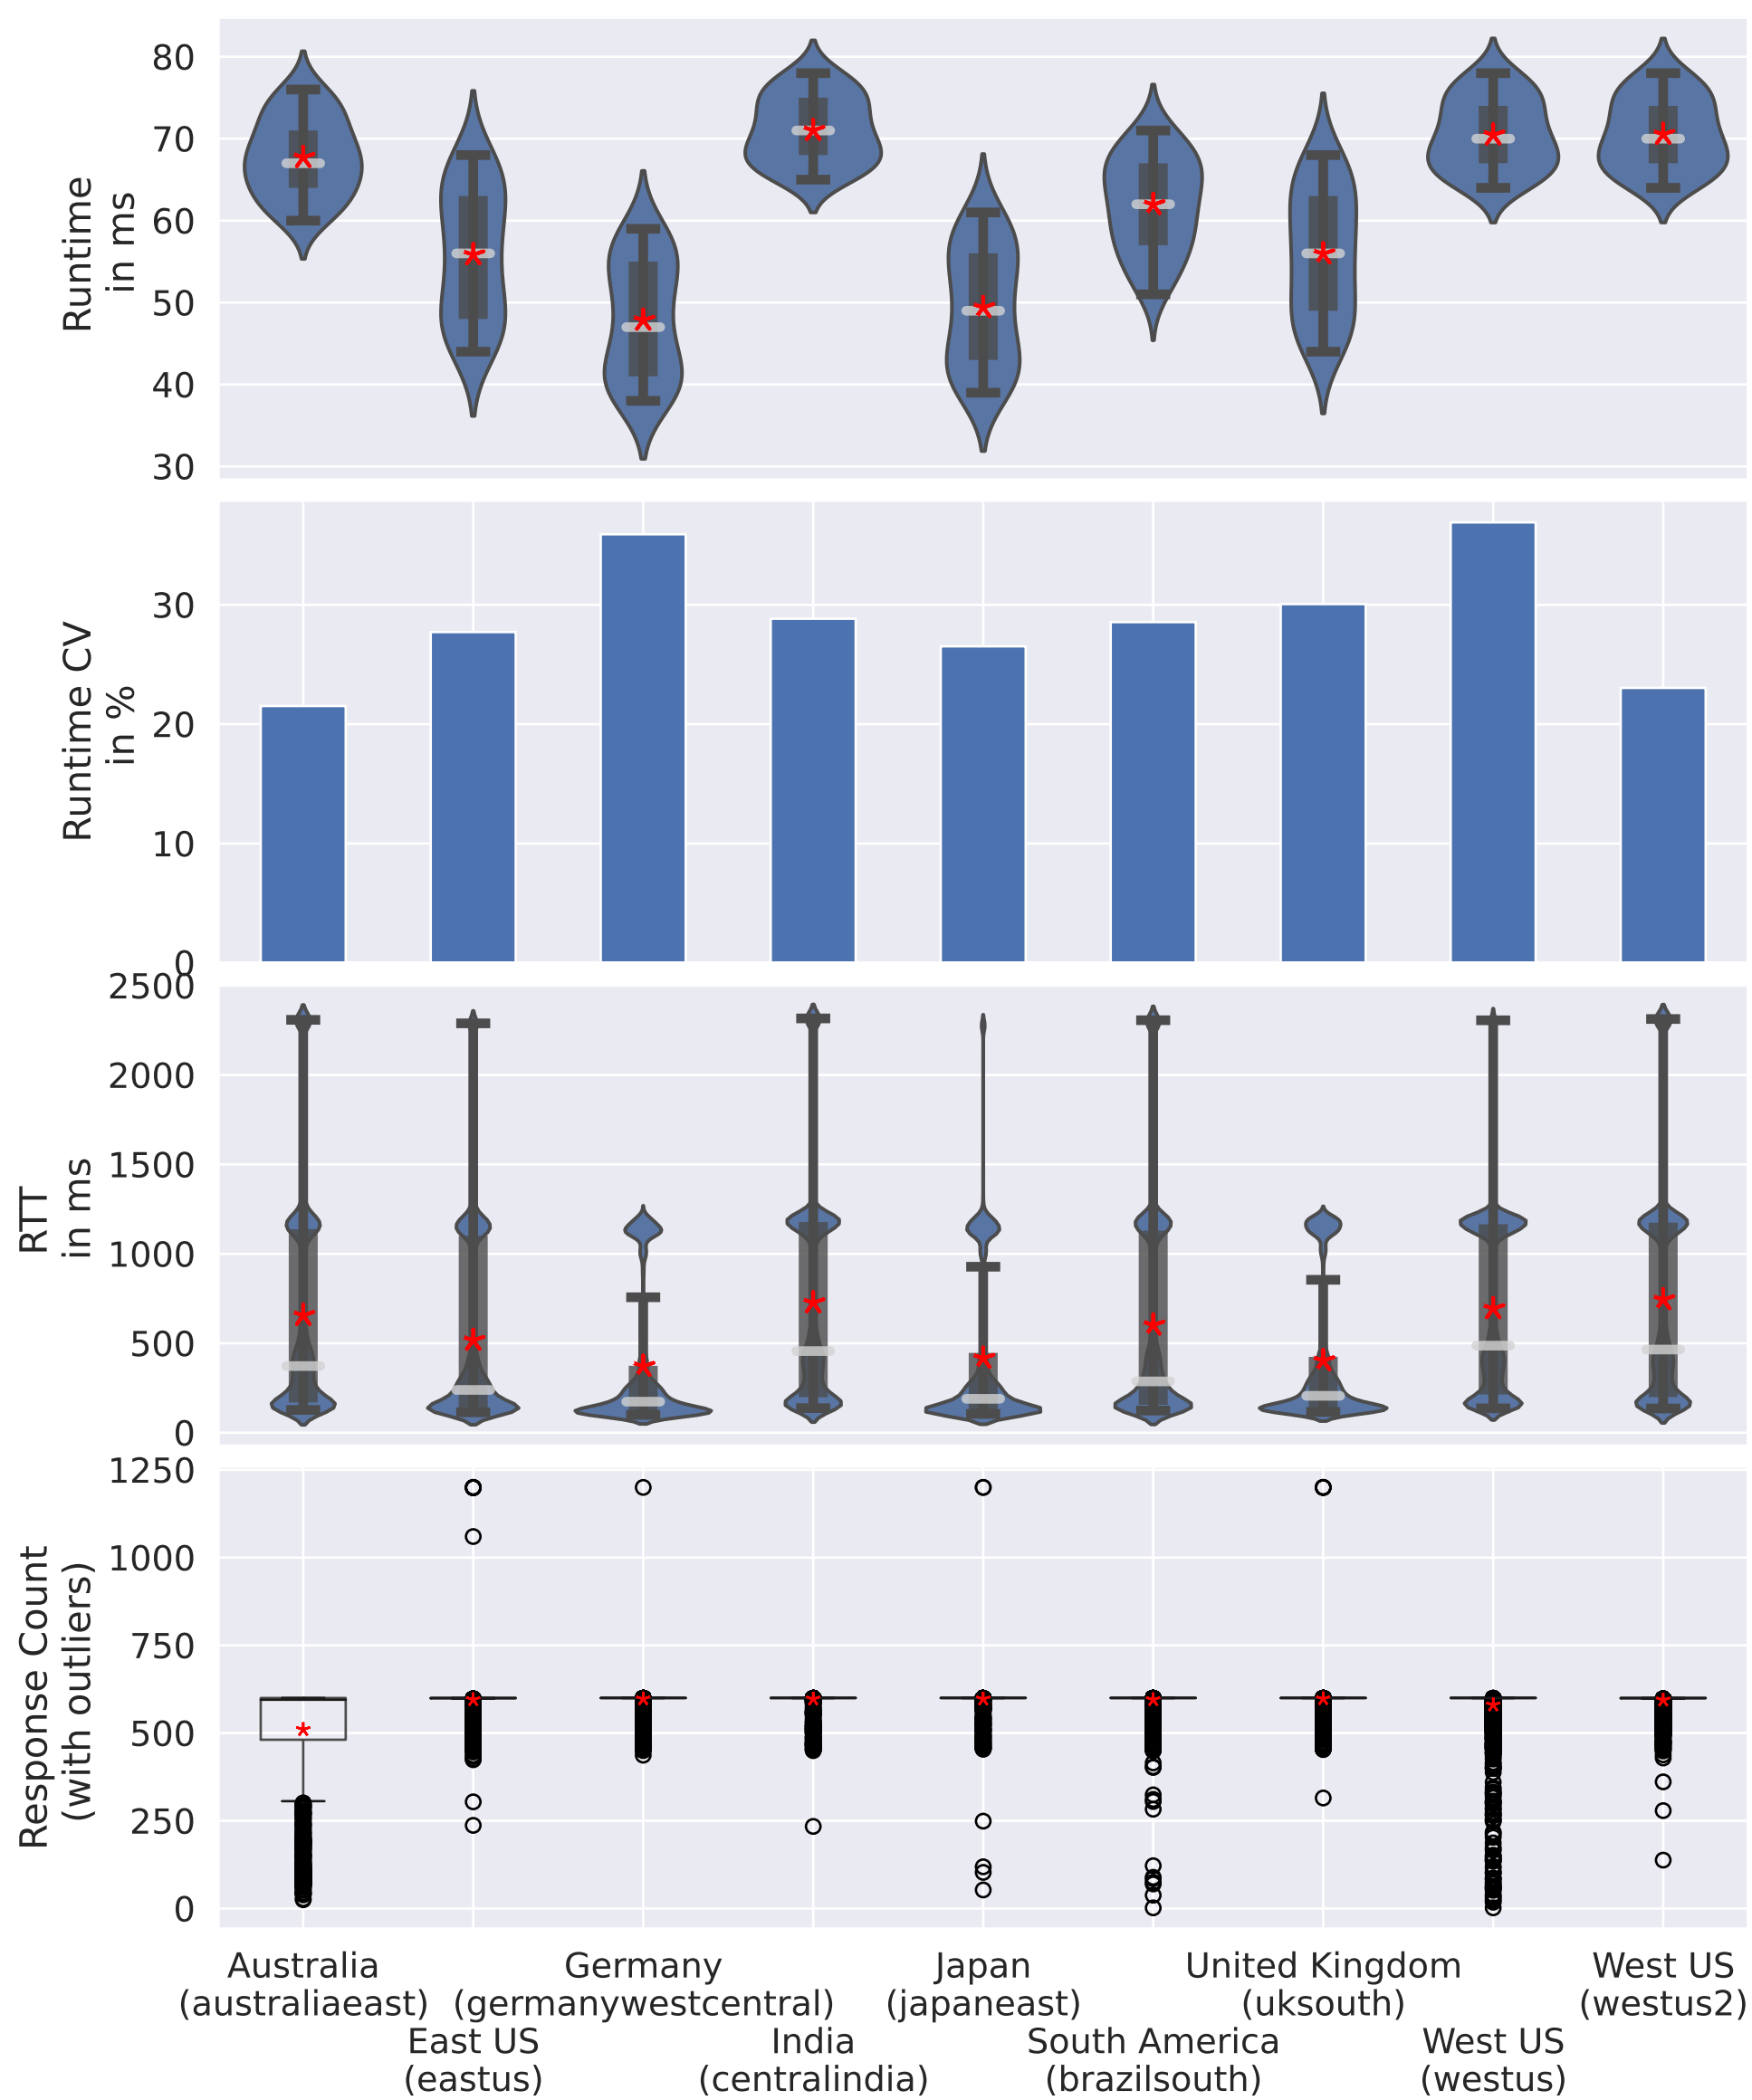 80
70
60
50
40
30
Runtime
in ms
30
20
10
0
Runtime CV
in %
2500
2000
1500
1000
500
0
RTT
in ms
1250
1000
750
500
250
0
Response Count
(with outliers)
Australia
(australiaeast)
East US
(eastus)
Germany
(germanywestcentral)
India
(centralindia)
Japan
(japaneast)
South America
(brazilsouth)
United Kingdom
(uksouth)
West US
(westus)
West US
(westus2)